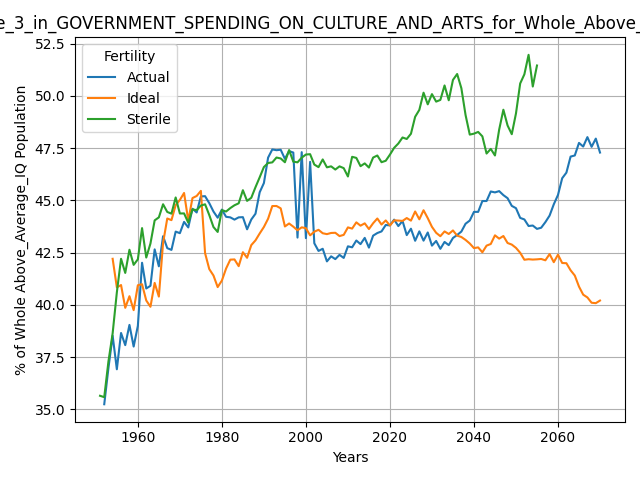 e_3_in_GOVERNMENT_SPENDING_ON_CULTURE_AND_ARTS_for_Whole_Above_
Fertility
Actual
Ideal
Sterile
% of Whole Above_Average_IQ Population
52.5
50.0
47.5
45.0
42.5
40.0
37.5
35.0
1960
1980
2000
2020
2040
2060
Years